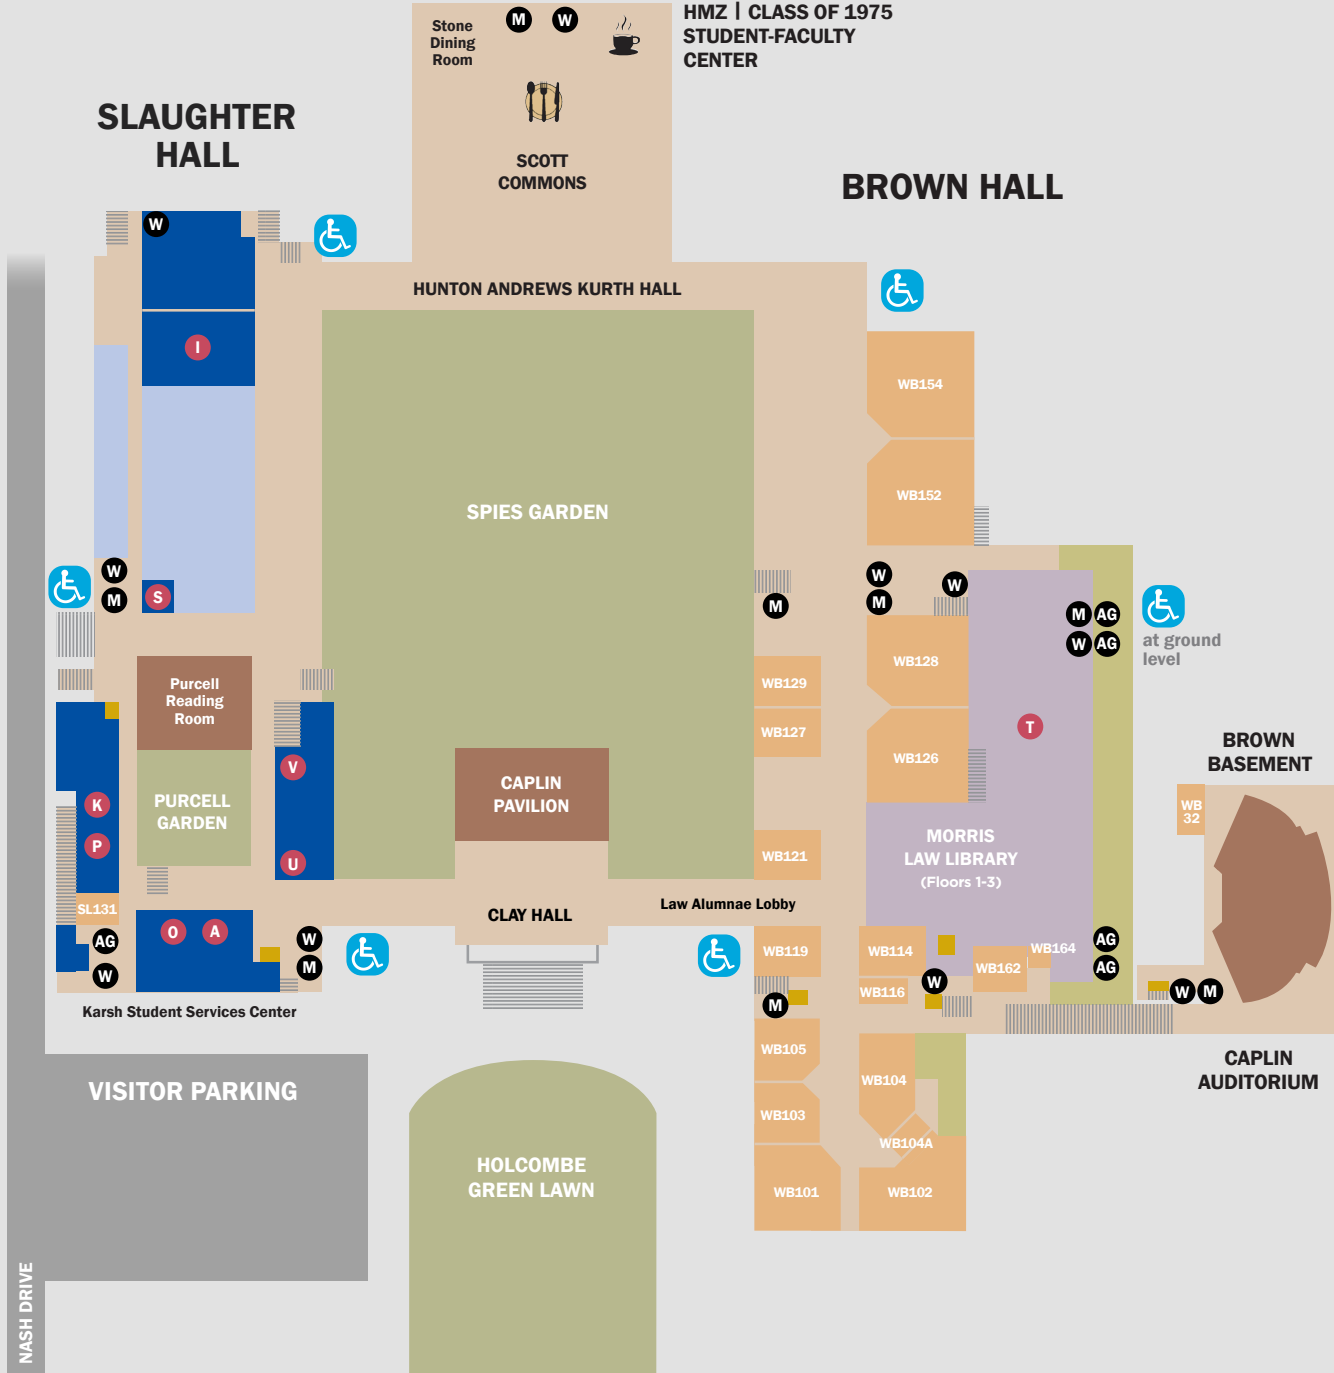 HMZ | CLASS OF 1975
STUDENT-FACULTY
CENTER
M
W
Stone
Dining
Room
SLAUGHTER
HALL
SCOTT
COMMONS
BROWN HALL
W
HUNTON ANDREWS KURTH HALL
I
WB154
WB152
SPIES GARDEN
W
M
S
W
M
W
M
M AG
W AG
at ground
level
Purcell
Reading
Room
WB129
WB128
WB127
WB126
T
V
K
P
U
PURCELL
GARDEN
CAPLIN
PAVILION
BROWN
BASEMENT
WB
32
MORRIS
LAW LIBRARY
(Floors 1-3)
WB121
SL131
CLAY HALL
Law Alumnae Lobby
O
A
AG
W
W
M
WB119
WB114
WB116
WB162
WB164
AG
AG
W
M
W
M
Karsh Student Services Center
WB105
WB104
WB103
WB104A
WB101
WB102
CAPLIN
AUDITORIUM
VISITOR PARKING
HOLCOMBE
GREEN LAWN
NASH DRIVE